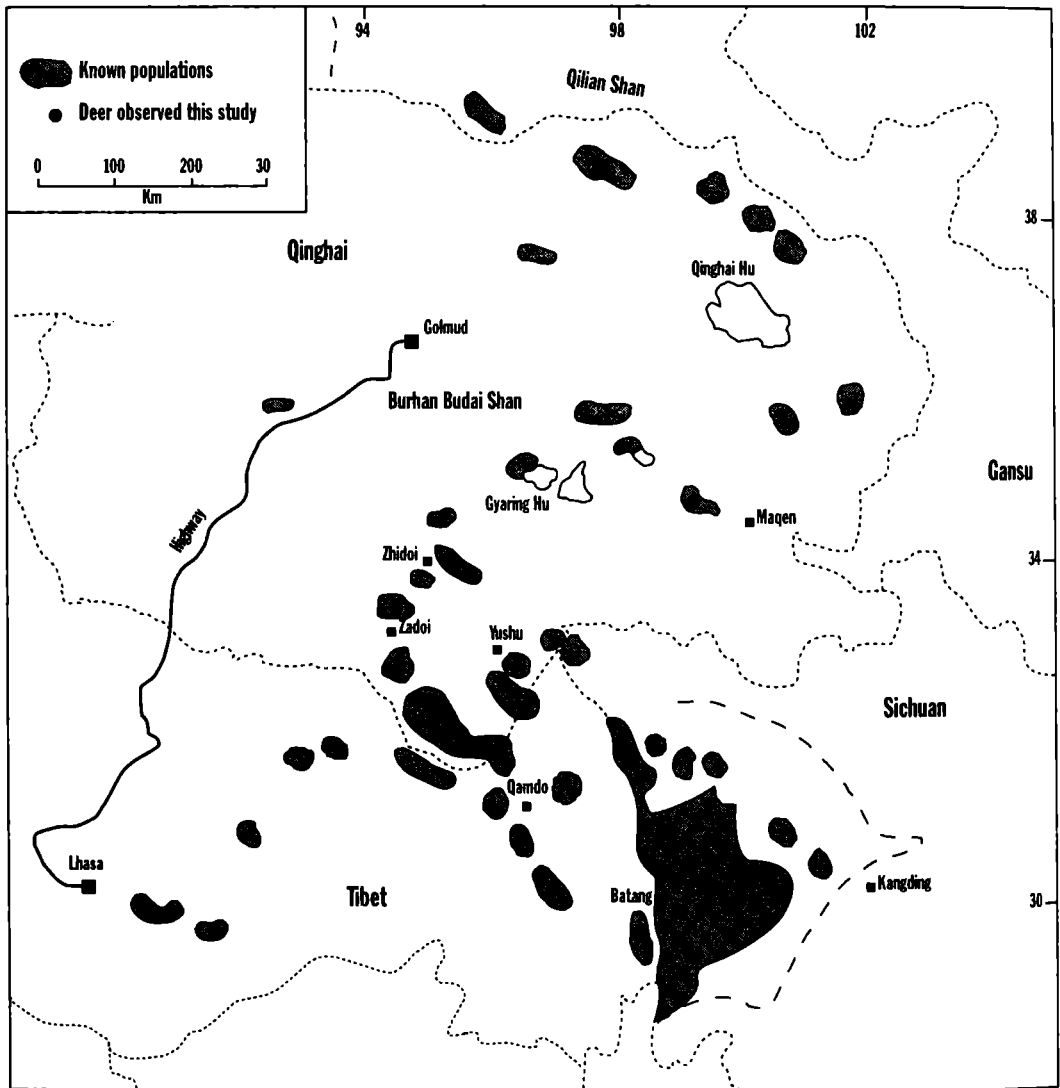 94 98 102
Known populations
Deer observed this study
0 100 200 30
Km
Qilian Shan
38
Qinghai
Qinghai Hu
Golmud
Burhan Budai Shan
Gansu
Gyaring Hu
Maqen
Highway
Zhidoi
34
Zadoi
Yushu
Sichuan
Qamdo
Lhasa
Tibet
Batang
Kangding
30